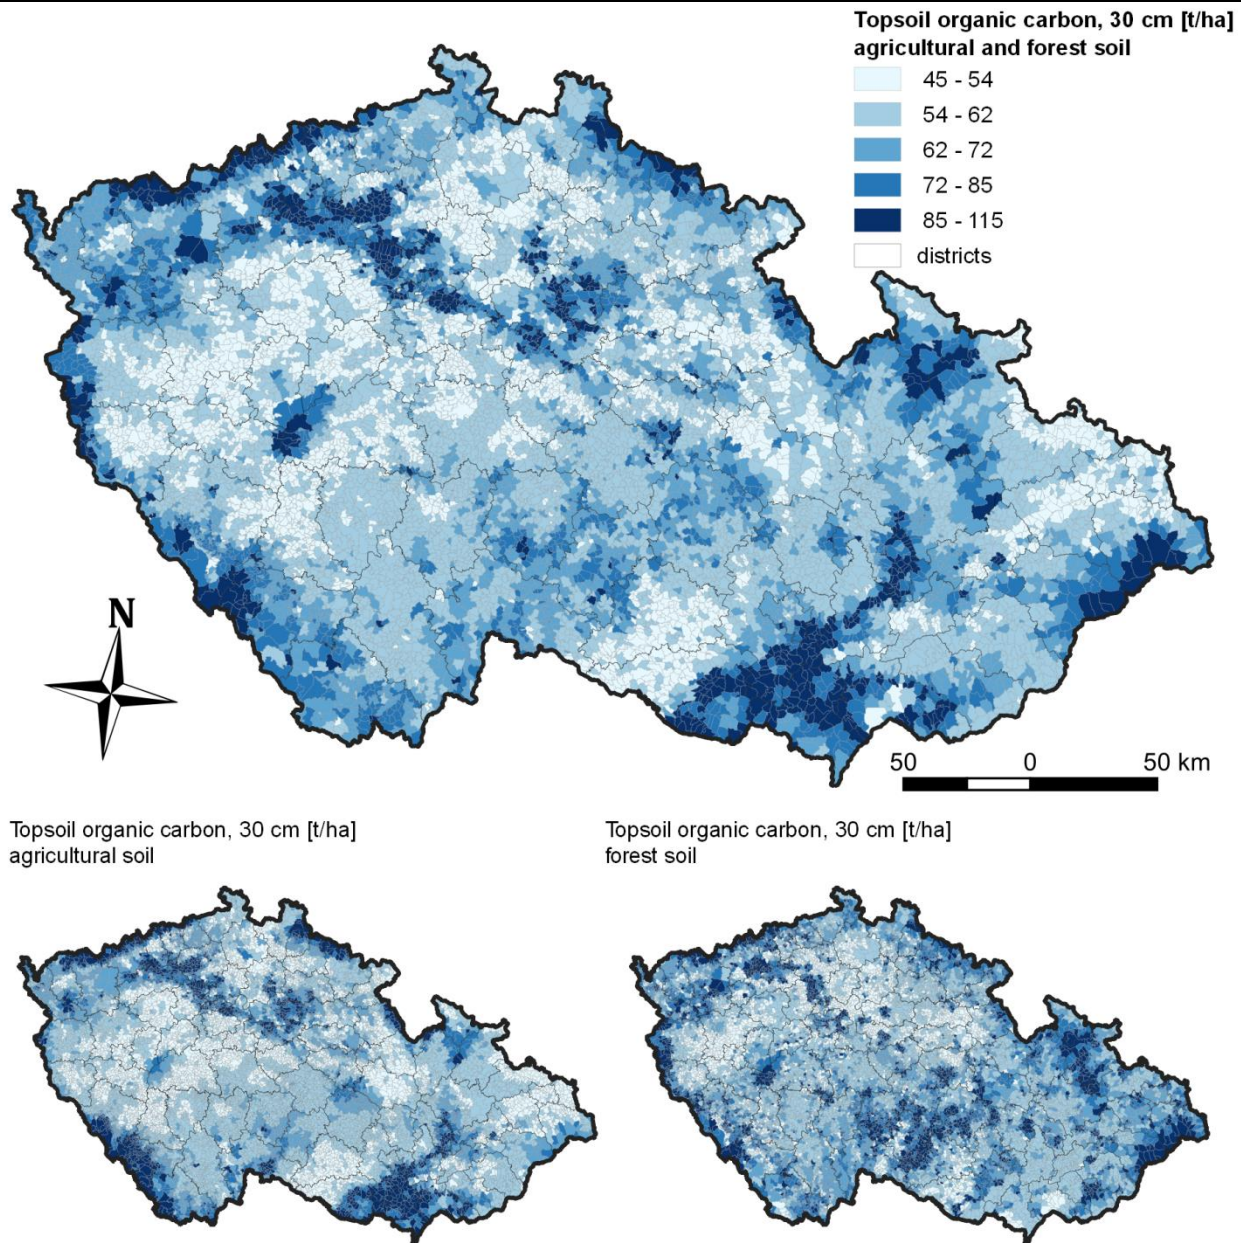 Topsoil organic carbon, 30 cm [t/ha]
agricultural and forest soil
45 - 54
54 - 62
62 - 72
72 - 85
85 - 115
districts
N
50 0 50 km
Topsoil organic carbon, 30 cm [t/ha]
agricultural soil
Topsoil organic carbon, 30 cm [t/ha]
forest soil